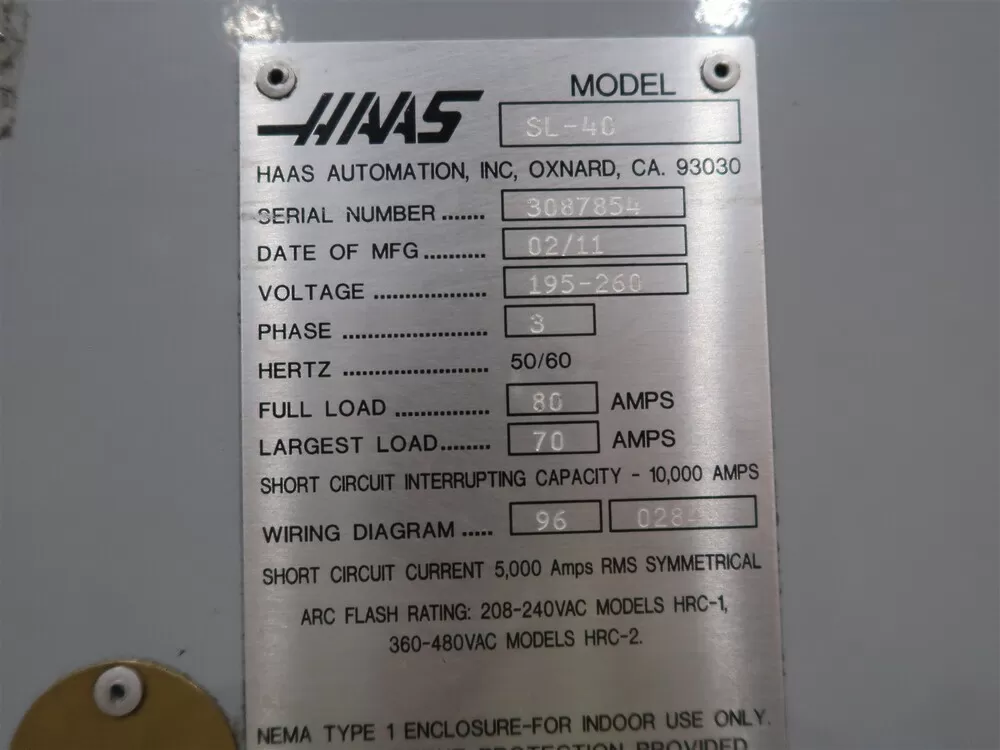 HAAS
MODEL
SL-40
HAAS AUTOMATION, INC, OXNARD, CA. 93030
SERIAL NUMBER ....... 3087854
DATE OF MFG .......... 02/11
VOLTAGE ................. 195-260
PHASE ...................... 3
HERTZ ...................... 50/60
FULL LOAD .............. 80 AMPS
LARGEST LOAD........ 70 AMPS
SHORT CIRCUIT INTERRUPTING CAPACITY - 10,000 AMPS
WIRING DIAGRAM ..... 96
SHORT CIRCUIT CURRENT 5,000 Amps RMS SYMMETRICAL
ARC FLASH RATING: 208-240VAC MODELS HRC-1,
360-480VAC MODELS HRC-2.
NEMA TYPE 1 ENCLOSURE-FOR INDOOR USE ONLY.
PROTECTION PROVIDED